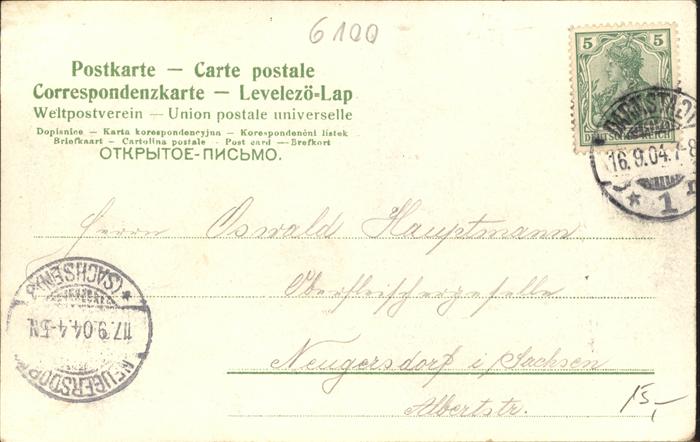 6100
Postkarte — Carte postale
Correspondenzkarte — Levelező-Lap
Weltpostverein — Union postale universelle
Dopisnice — Karta korespondencyjna — Korespondenční lístek
Briefkaart — Cartolina postale — Post card — Brefkort
ОТКРЫТОЕ-ПИСЬМО.
5 5
DEUTSCHES REICH
DARMSTADT
16.9.04.7-8
* 1
Herrn Oswald Hauptmann
Oberfleischergeselle
Neugersdorf i/Sachsen
Albertstr.
NEUGERSDORF
17.9.04.4-5N.
* (SACHSEN)
15,-